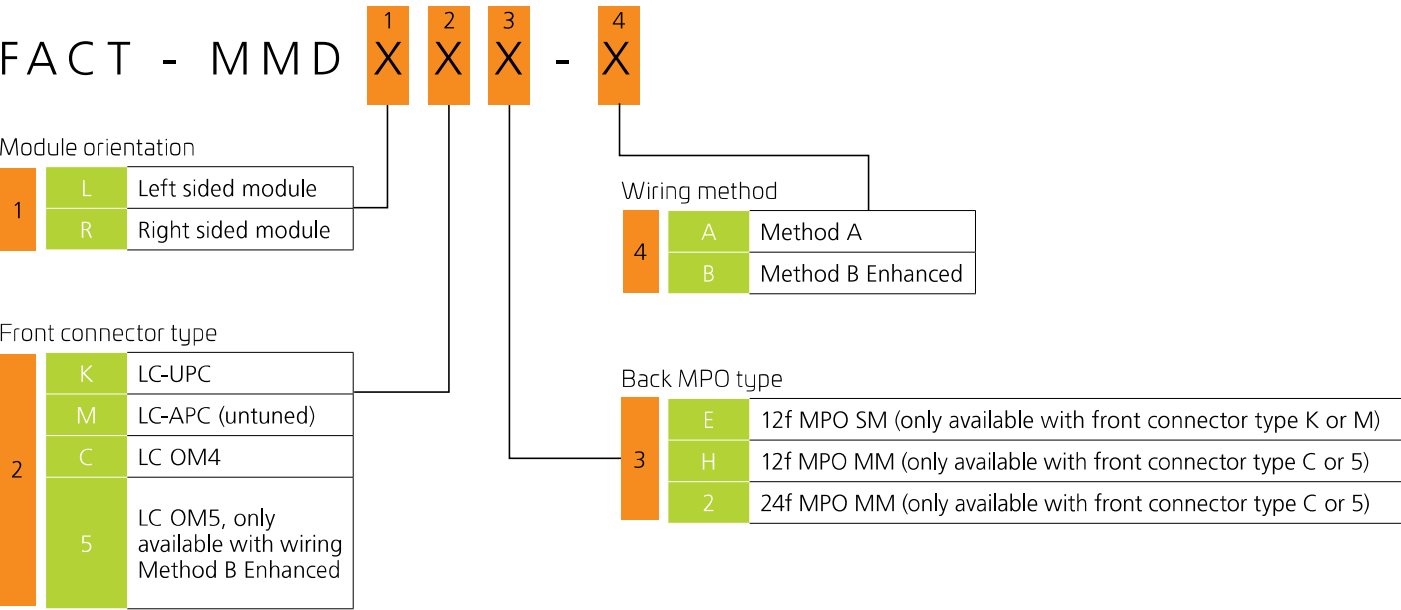 1 2 3 4
FACT - MMD X X X - X
Module orientation
1
L Left sided module
R Right sided module
Front connector type
2
K LC-UPC
M LC-APC (untuned)
C LC OM4
5 LC OM5, only
available with wiring
Method B Enhanced
Wiring method
4
A Method A
B Method B Enhanced
Back MPO type
3
E 12f MPO SM (only available with front connector type K or M)
H 12f MPO MM (only available with front connector type C or 5)
2 24f MPO MM (only available with front connector type C or 5)